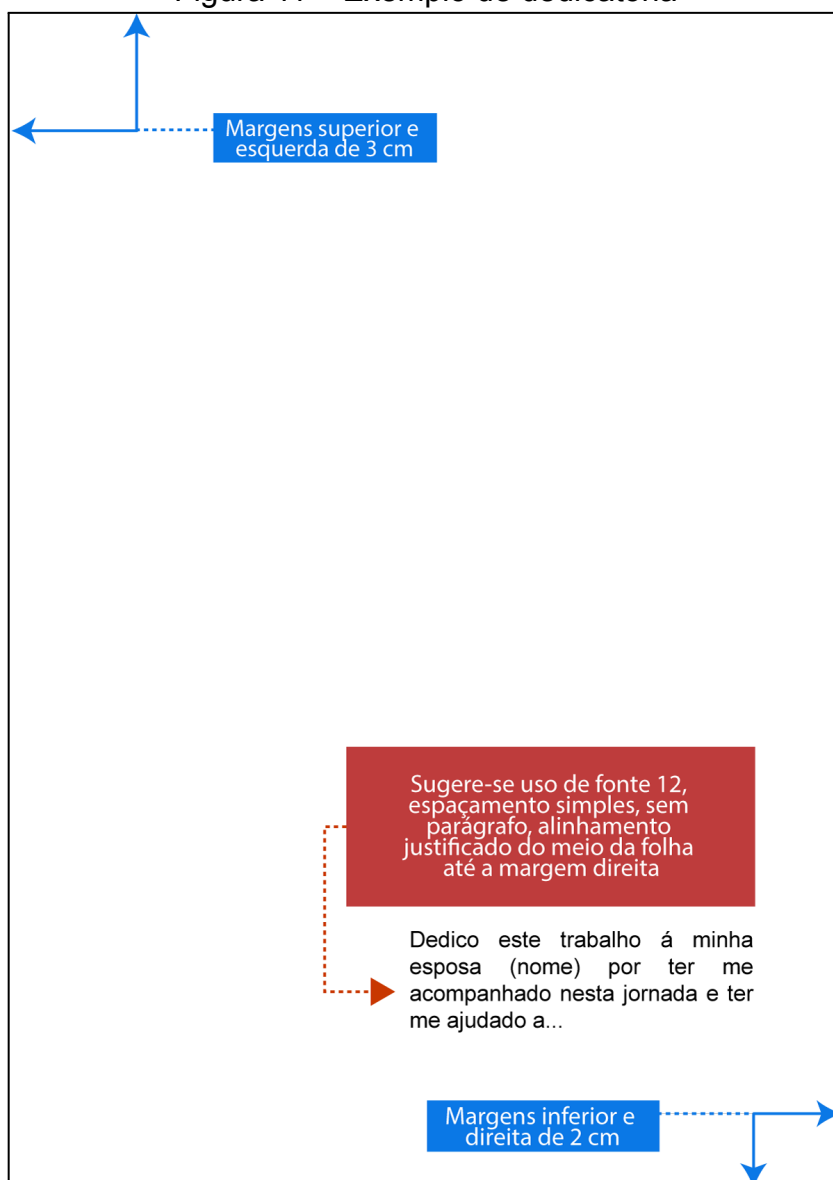 Margens superior e
esquerda de 3 cm
Sugere-se uso de fonte 12,
espaçamento simples, sem
parágrafo, alinhamento
justificado do meio da folha
até a margem direita
Dedico este trabalho á minha
esposa (nome) por ter me
acompanhado nesta jornada e ter
me ajudado a...
Margens inferior e
direita de 2 cm